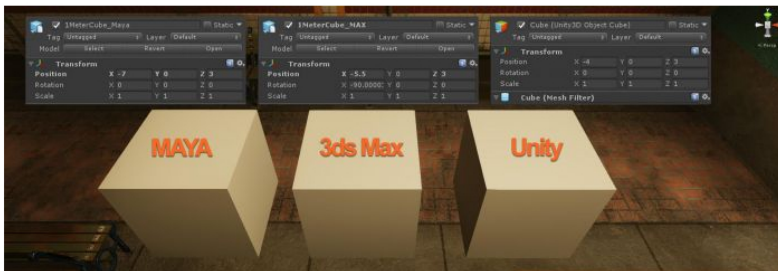 1MeterCube_Maya Static
Tag Untagged Layer Default
Model Select Revert Open
Transform
Position X -7 Y 0 Z 3
Rotation X 0 Y 0 Z 0
Scale X 1 Y 1 Z 1
1MeterCube_MAX Static
Tag Untagged Layer Default
Model Select Revert Open
Transform
Position X -5.5 Y 0 Z 3
Rotation X -90.0000 Y 0 Z 0
Scale X 1 Y 1 Z 1
Cube (Unity3D Object Cube) Static
Tag Untagged Layer Default
Transform
Position X -4 Y 0 Z 3
Rotation X 0 Y 0 Z 0
Scale X 1 Y 1 Z 1
Cube (Mesh Filter)
MAYA
3ds Max
Unity